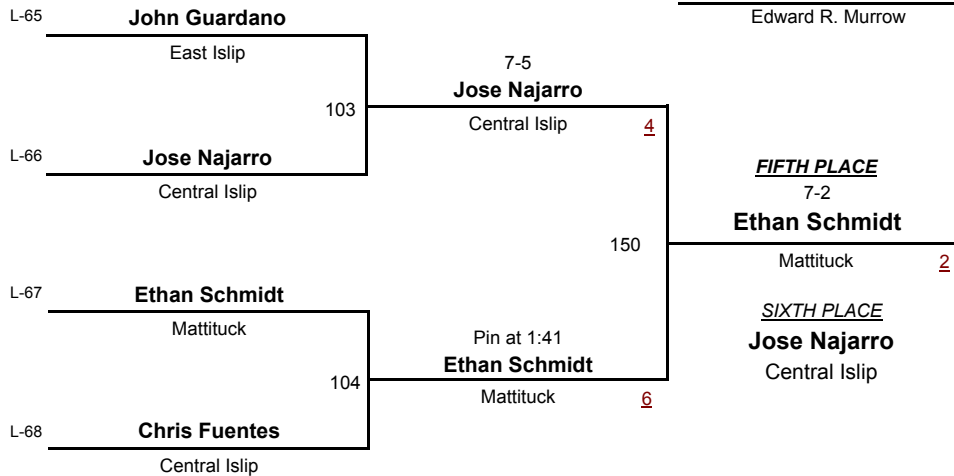 Edward R. Murrow
L-65
John Guardano
East Islip
103
7-5
Jose Najarro
Central Islip
4
L-66
Jose Najarro
Central Islip
150
FIFTH PLACE
7-2
Ethan Schmidt
Mattituck
2
L-67
Ethan Schmidt
Mattituck
104
Pin at 1:41
Ethan Schmidt
Mattituck
6
SIXTH PLACE
Jose Najarro
Central Islip
L-68
Chris Fuentes
Central Islip